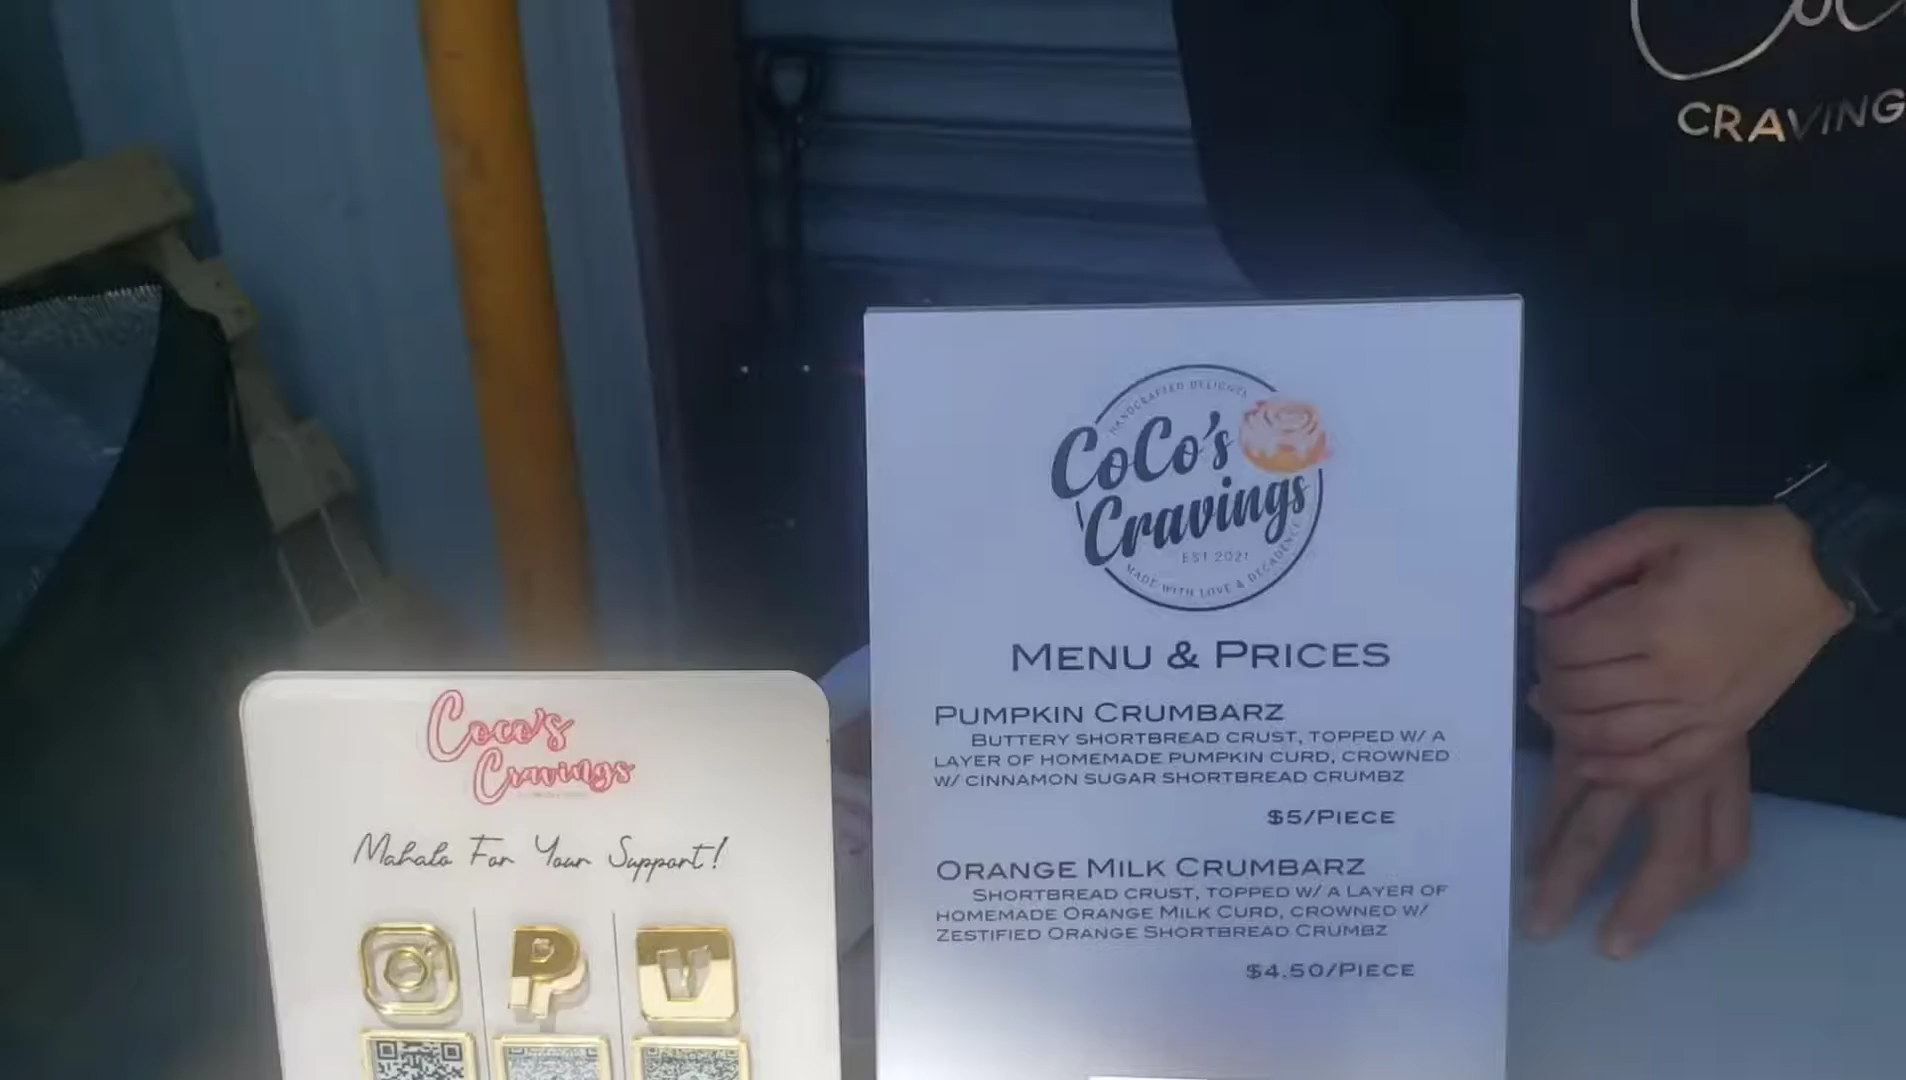 CRAVING
HANDCRAFTED DELIGHTS
CoCo's
Cravings
EST 2021
MADE WITH LOVE & DECADENCE
MENU & PRICES
PUMPKIN CRUMBARZ
BUTTERY SHORTBREAD CRUST, TOPPED W/ A
LAYER OF HOMEMADE PUMPKIN CURD, CROWNED
W/ CINNAMON SUGAR SHORTBREAD CRUMBZ
$5/PIECE
ORANGE MILK CRUMBARZ
SHORTBREAD CRUST, TOPPED W/ A LAYER OF
HOMEMADE ORANGE MILK CURD, CROWNED W/
ZESTIFIED ORANGE SHORTBREAD CRUMBZ
$4.50/PIECE
Coco's
Cravings
Mahalo For Your Support!
P
V